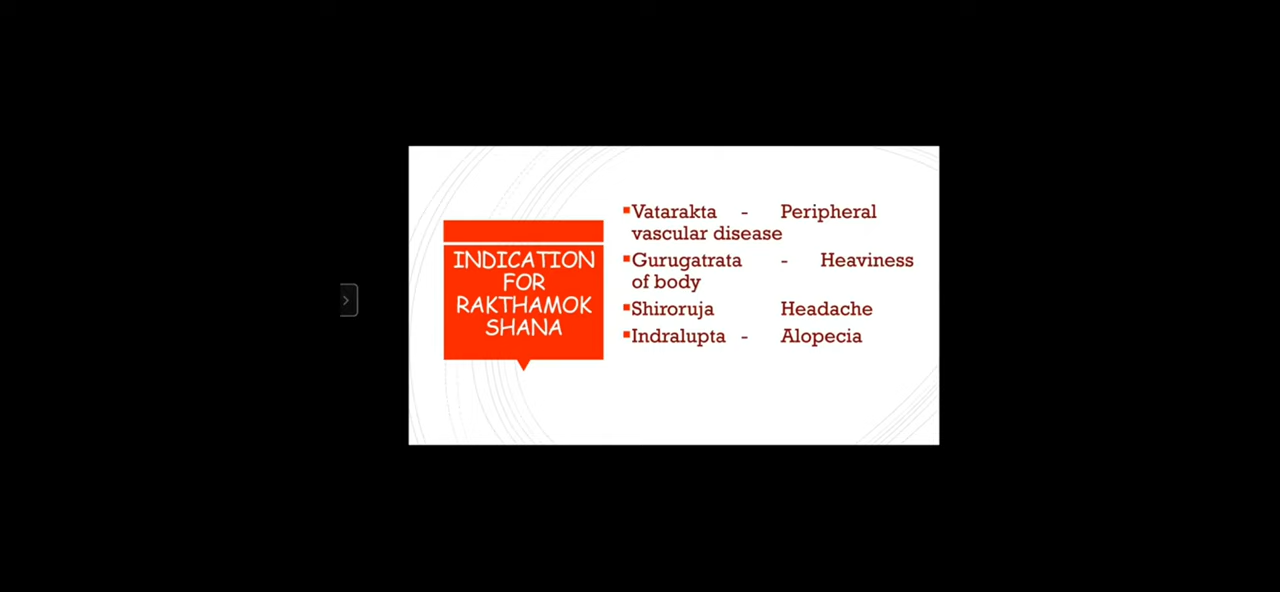 INDICATION
FOR
RAKTHAMOK
SHANA
▪Vatarakta - Peripheral
vascular disease
▪Gurugatrata - Heaviness
of body
▪Shiroruja Headache
▪Indralupta - Alopecia